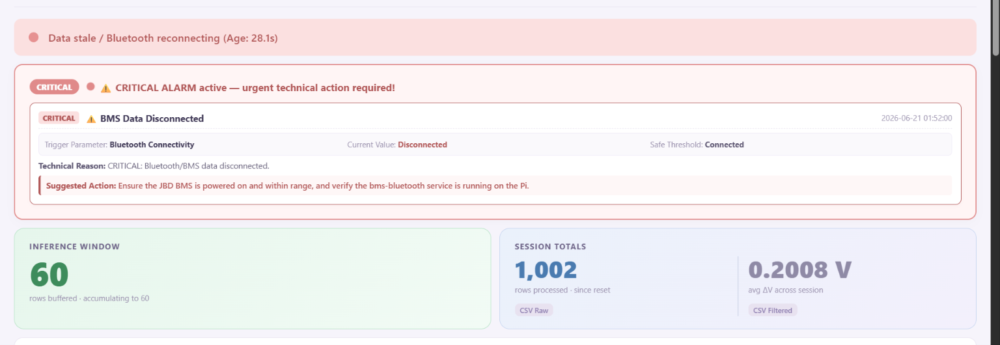 Data stale / Bluetooth reconnecting (Age: 28.1s)
CRITICAL ⚠️ CRITICAL ALARM active — urgent technical action required!
CRITICAL ⚠️ BMS Data Disconnected 2026-06-21 01:52:00
Trigger Parameter: Bluetooth Connectivity Current Value: Disconnected Safe Threshold: Connected
Technical Reason: CRITICAL: Bluetooth/BMS data disconnected.
Suggested Action: Ensure the JBD BMS is powered on and within range, and verify the bms-bluetooth service is running on the Pi.
INFERENCE WINDOW
60
rows buffered · accumulating to 60
SESSION TOTALS
1,002
rows processed · since reset
CSV Raw
0.2008 V
avg ΔV across session
CSV Filtered